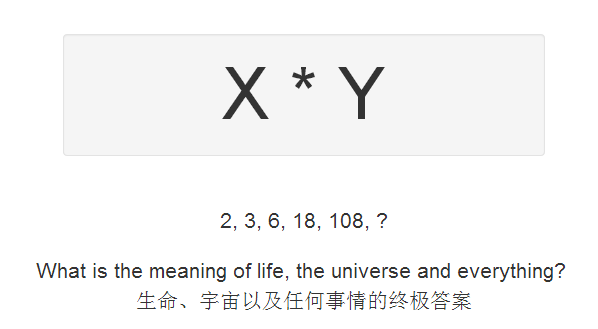 X * Y
2, 3, 6, 18, 108, ?
What is the meaning of life, the universe and everything?
生命、宇宙以及任何事情的终极答案